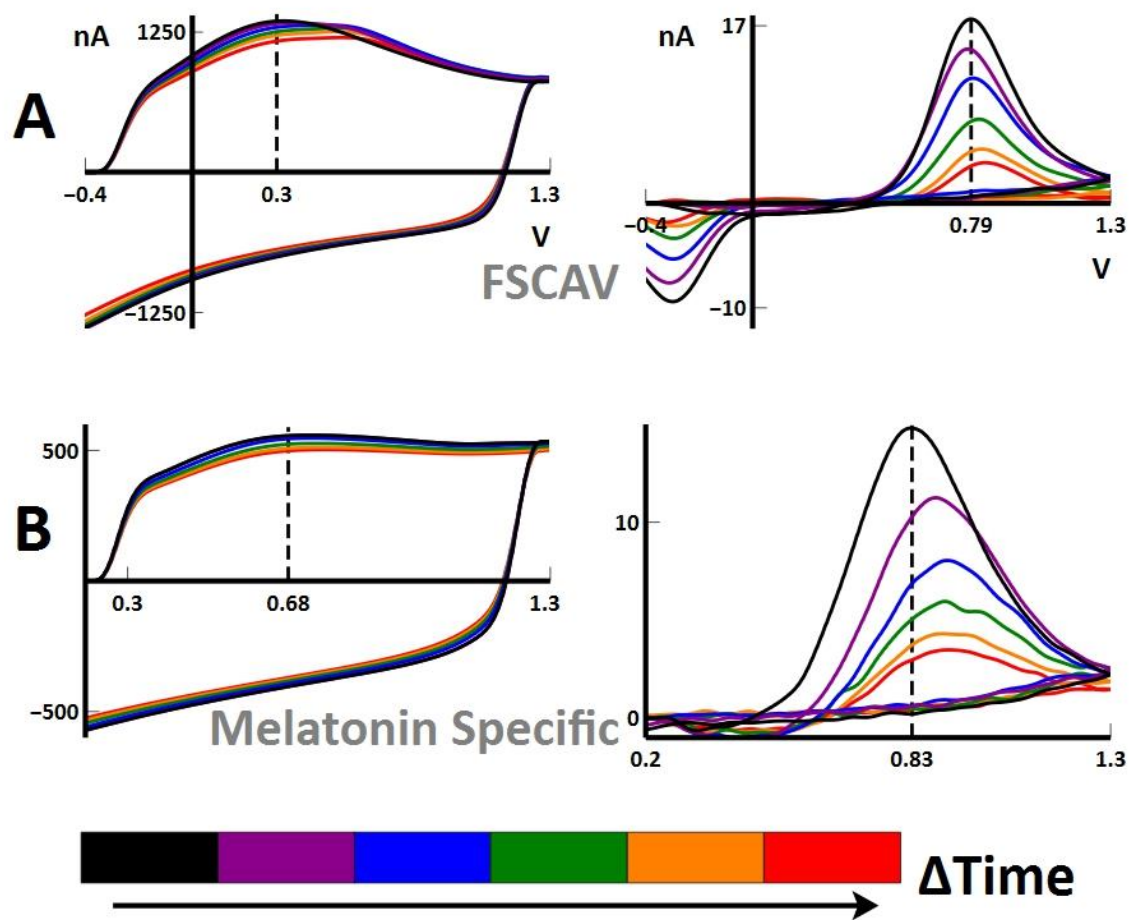 nA 1250
nA 17
A
−0.4 0.3 1.3
V
−0.4 0.79 1.3
V
FSCAV
−1250
−10
500
10
B
0.3 0.68 1.3
−500
0
Melatonin Specific
0.2 0.83 1.3
ΔTime